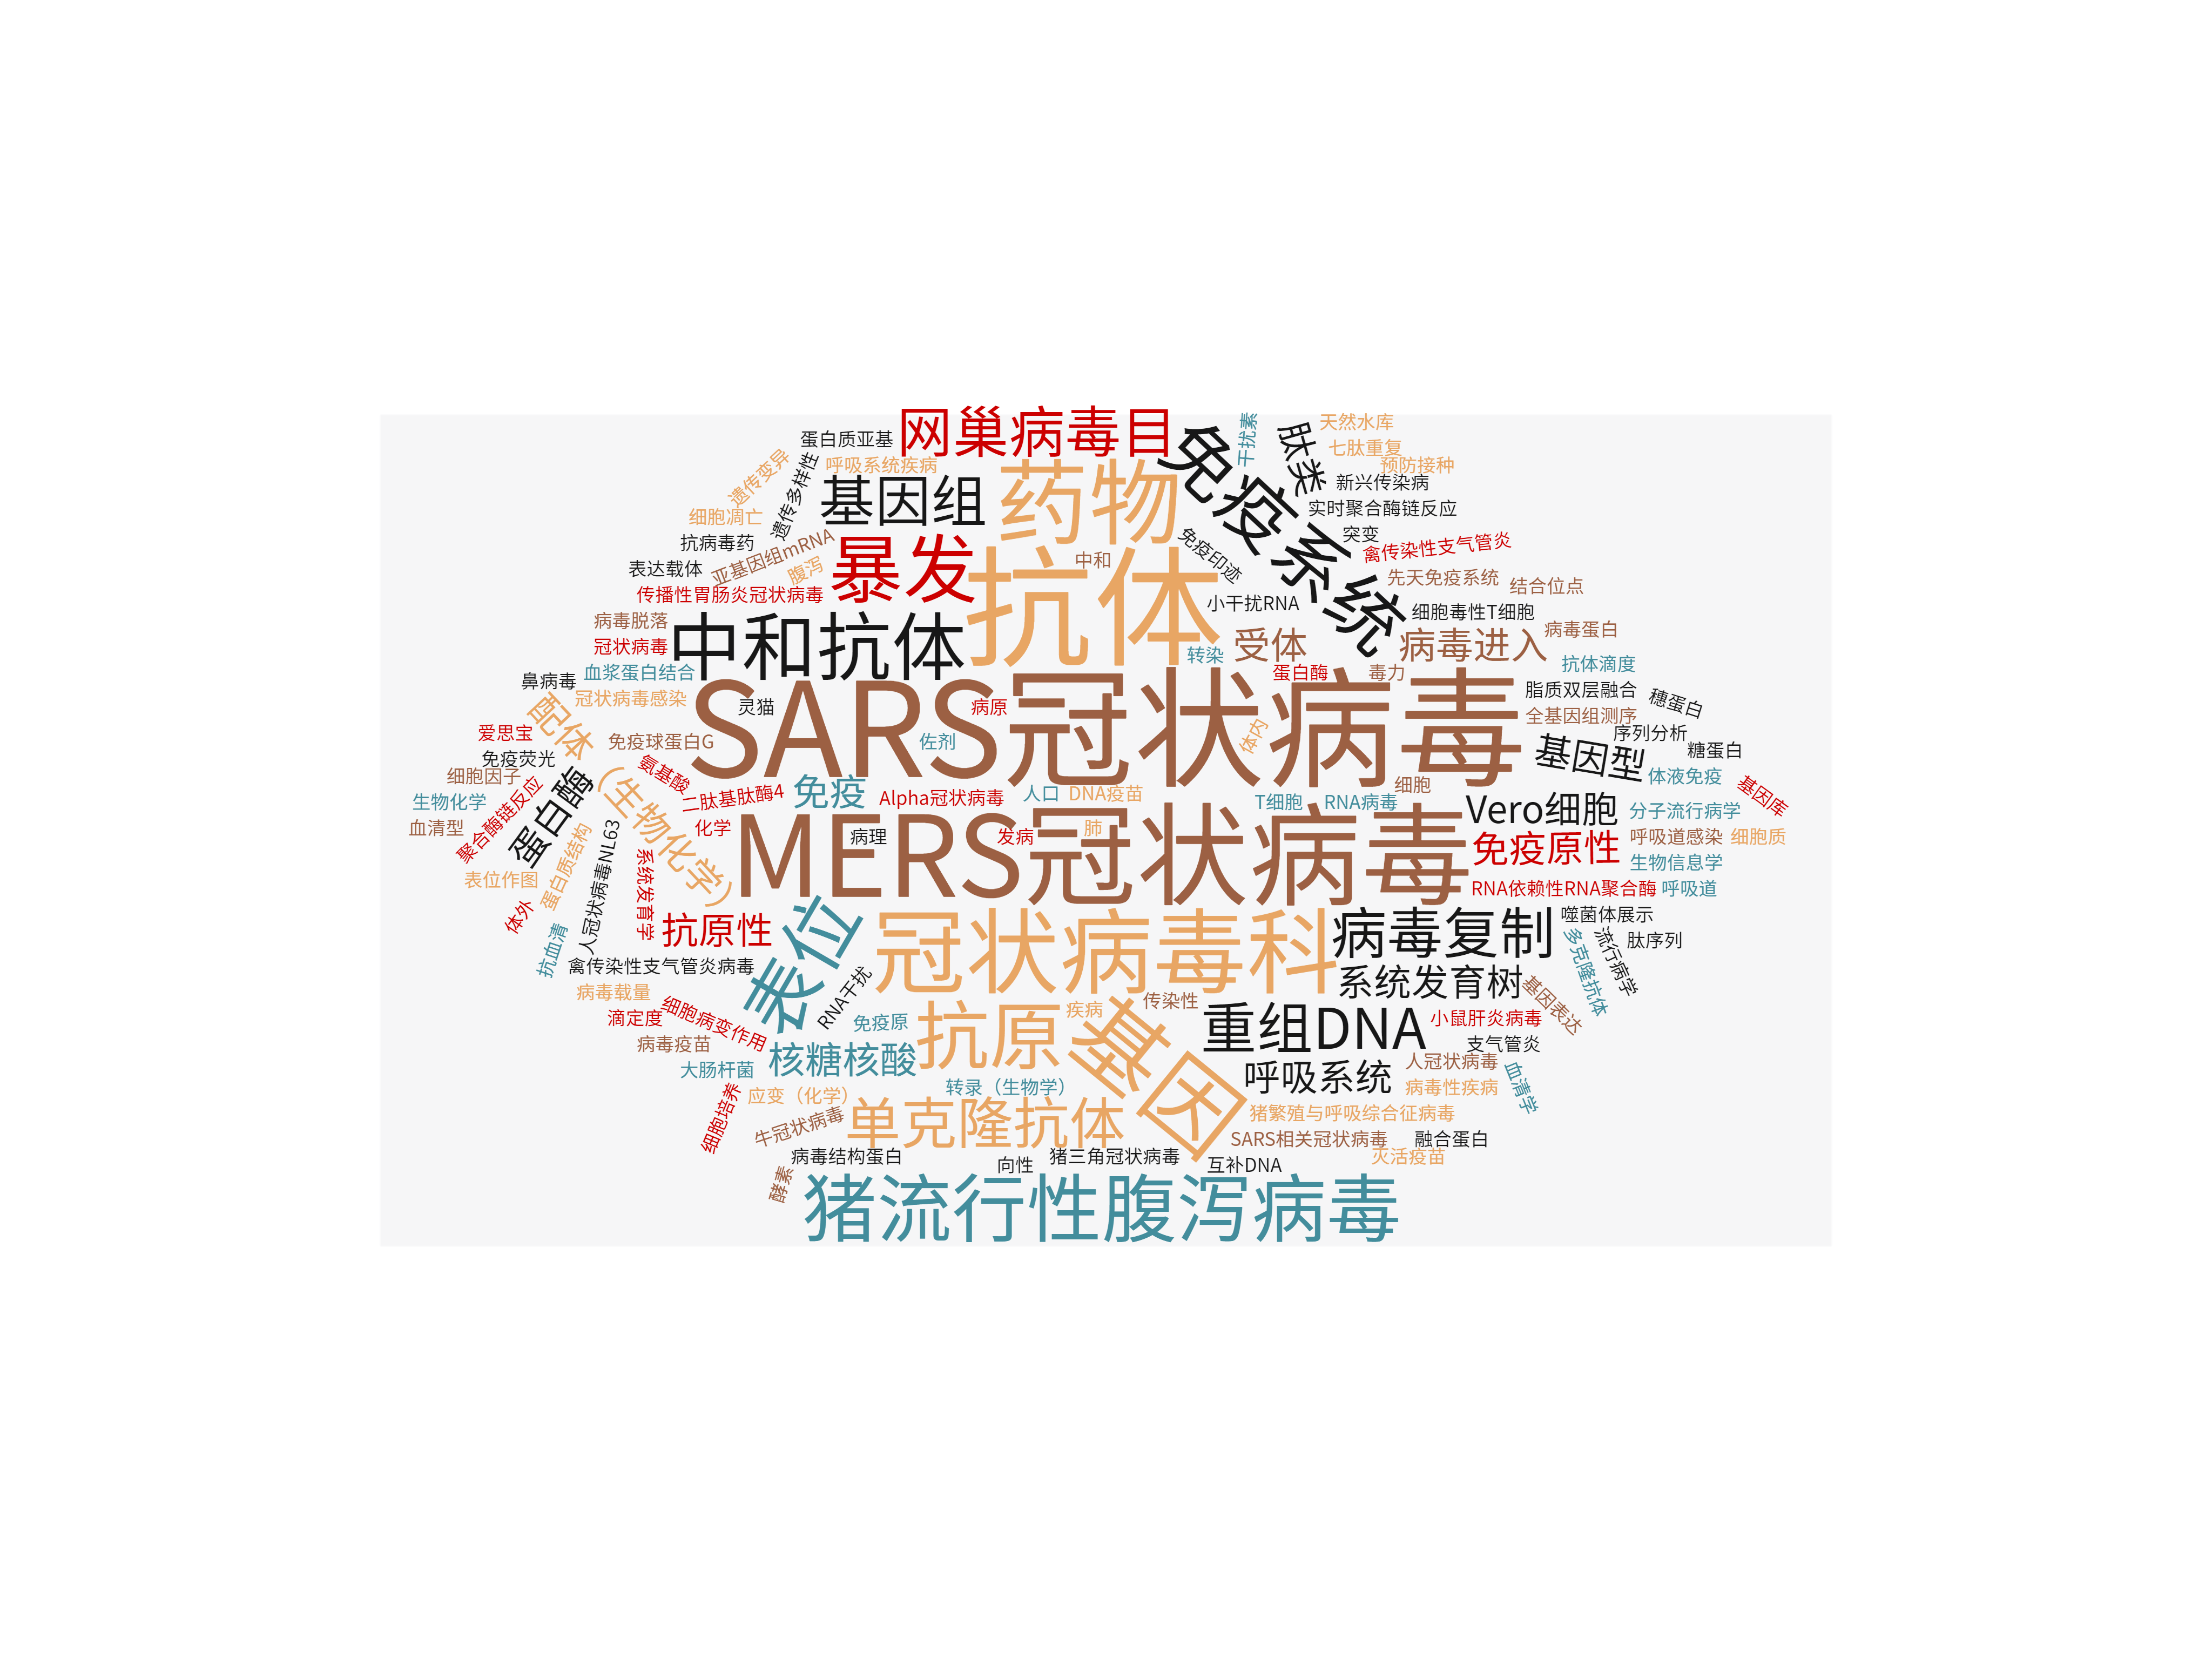 网巢病毒目
天然水库
干扰素
肽类
蛋白质亚基
七肽重复
免疫系统
呼吸系统疾病
预防接种
遗传变异
遗传多样性
药物
新兴传染病
基因组
实时聚合酶链反应
细胞凋亡
突变
抗病毒药
禽传染性支气管炎
亚基因组mRNA
免疫印迹
中和
表达载体
腹泻
暴发
先天免疫系统
结合位点
传播性胃肠炎冠状病毒
抗体
小干扰RNA
细胞毒性T细胞
病毒脱落
病毒蛋白
冠状病毒
中和抗体
受体
病毒进入
转染
抗体滴度
血浆蛋白结合
蛋白酶
毒力
鼻病毒
脂质双层融合
穗蛋白
冠状病毒感染
灵猫
病原
全基因组测序
SARS冠状病毒
爱思宝
序列分析
体内
免疫球蛋白G
佐剂
糖蛋白
免疫荧光
基因型
细胞因子
氨基酸
体液免疫
细胞
基因库
配体（生物化学）
二肽基肽酶4
免疫
Alpha冠状病毒
人口
DNA疫苗
T细胞
RNA病毒
生物化学
Vero细胞
分子流行病学
蛋白酶
聚合酶链反应
血清型
化学
病理
发病
肺
呼吸道感染
细胞质
MERS冠状病毒
免疫原性
生物信息学
蛋白质结构
表位作图
人冠状病毒NL63
系统发育学
RNA依赖性RNA聚合酶
呼吸道
体外
噬菌体展示
抗原性
表位
冠状病毒科
病毒复制
肽序列
抗血清
流行病学
多克隆抗体
禽传染性支气管炎病毒
系统发育树
病毒载量
RNA干扰
传染性
基因表达
疾病
滴定度
细胞病变作用
免疫原
抗原
基因
重组DNA
小鼠肝炎病毒
病毒疫苗
支气管炎
大肠杆菌
核糖核酸
人冠状病毒
呼吸系统
转录（生物学）
病毒性疾病
血清学
应变（化学）
细胞培养
猪繁殖与呼吸综合征病毒
牛冠状病毒
单克隆抗体
SARS相关冠状病毒
融合蛋白
病毒结构蛋白
猪三角冠状病毒
灭活疫苗
向性
互补DNA
酵素
猪流行性腹泻病毒